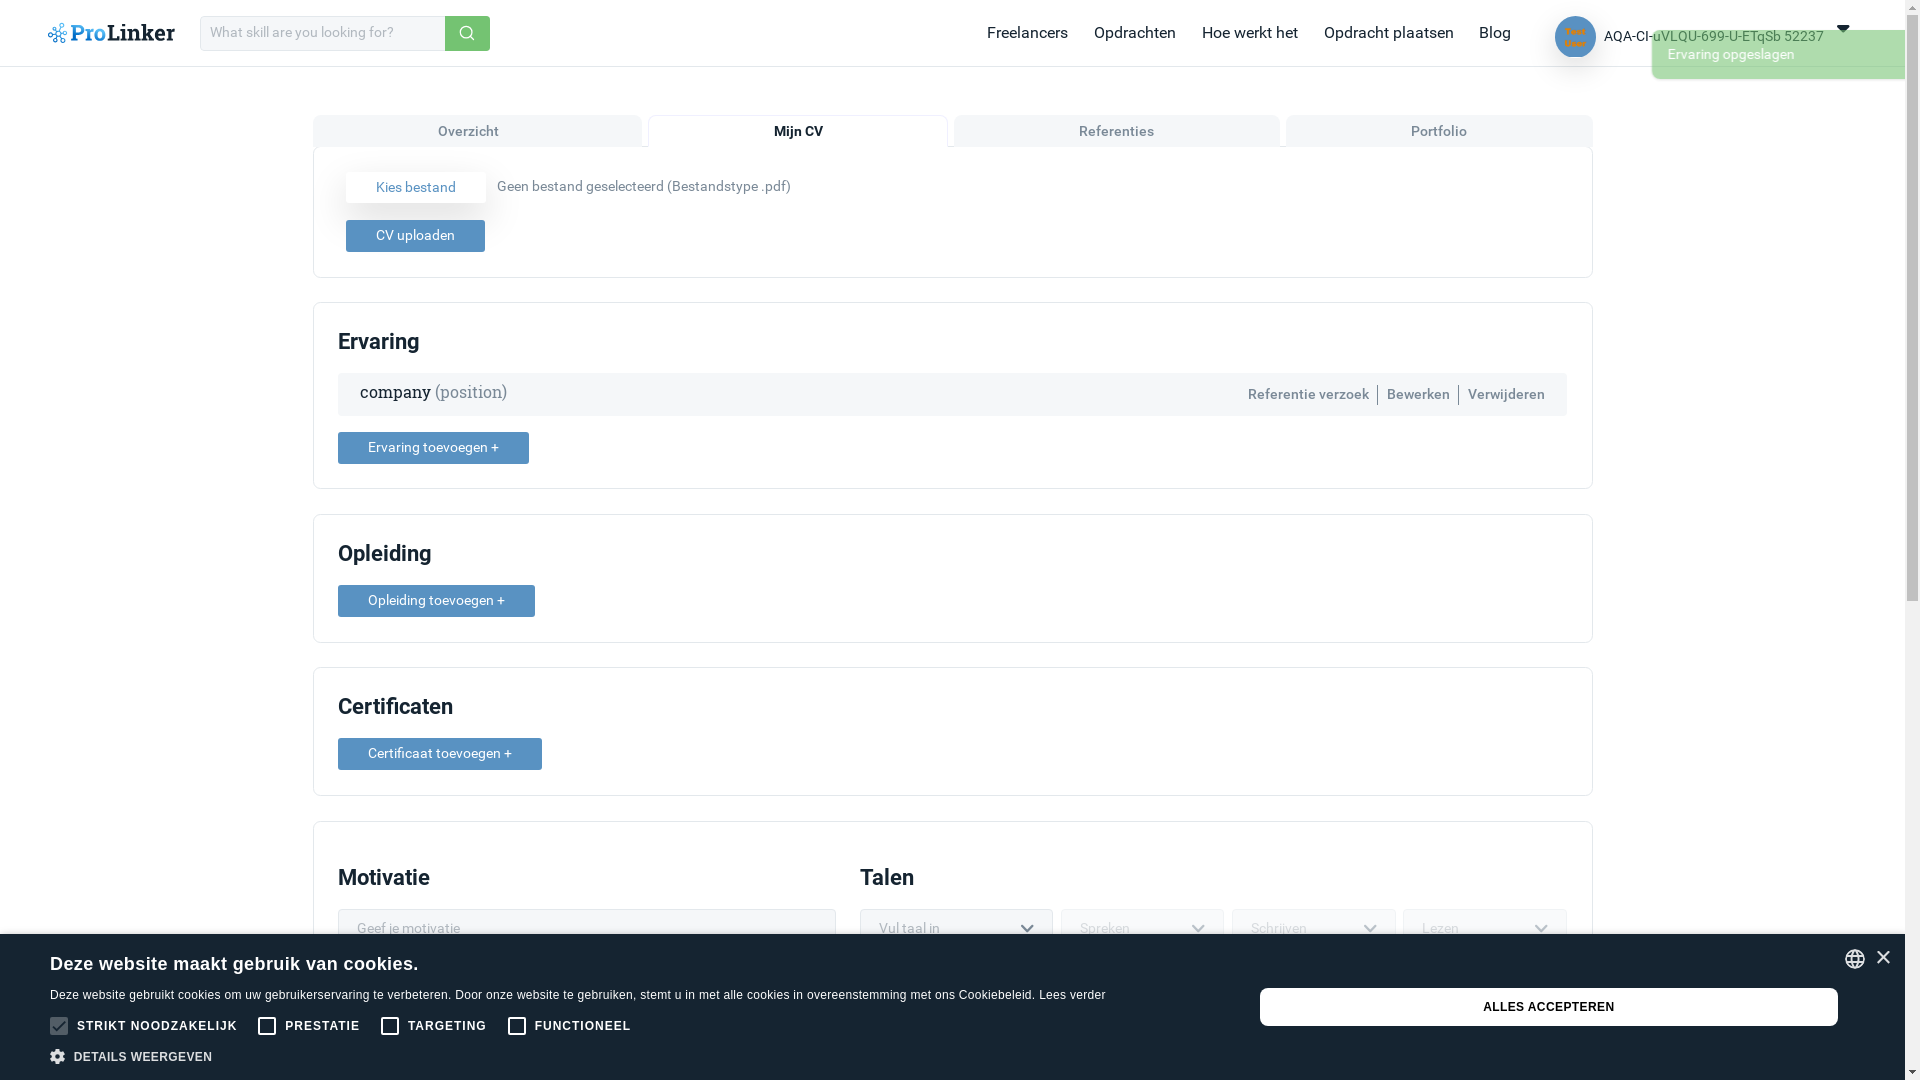 ProLinker
What skill are you looking for?
Freelancers
Opdrachten
Hoe werkt het
Opdracht plaatsen
Blog
Test User
AQA-CI-uVLQU-699-U-ETqSb 52237
Ervaring opgeslagen
Overzicht
Mijn CV
Referenties
Portfolio
Kies bestand
Geen bestand geselecteerd (Bestandstype .pdf)
CV uploaden
Ervaring
company (position)
Referentie verzoek
Bewerken
Verwijderen
Ervaring toevoegen +
Opleiding
Opleiding toevoegen +
Certificaten
Certificaat toevoegen +
Motivatie
Talen
Geef je motivatie
Vul taal in
Spreken
Schrijven
Lezen
Deze website maakt gebruik van cookies.
Deze website gebruikt cookies om uw gebruikerservaring te verbeteren. Door onze website te gebruiken, stemt u in met alle cookies in overeenstemming met ons Cookiebeleid. Lees verder
STRIKT NOODZAKELIJK
PRESTATIE
TARGETING
FUNCTIONEEL
DETAILS WEERGEVEN
ALLES ACCEPTEREN